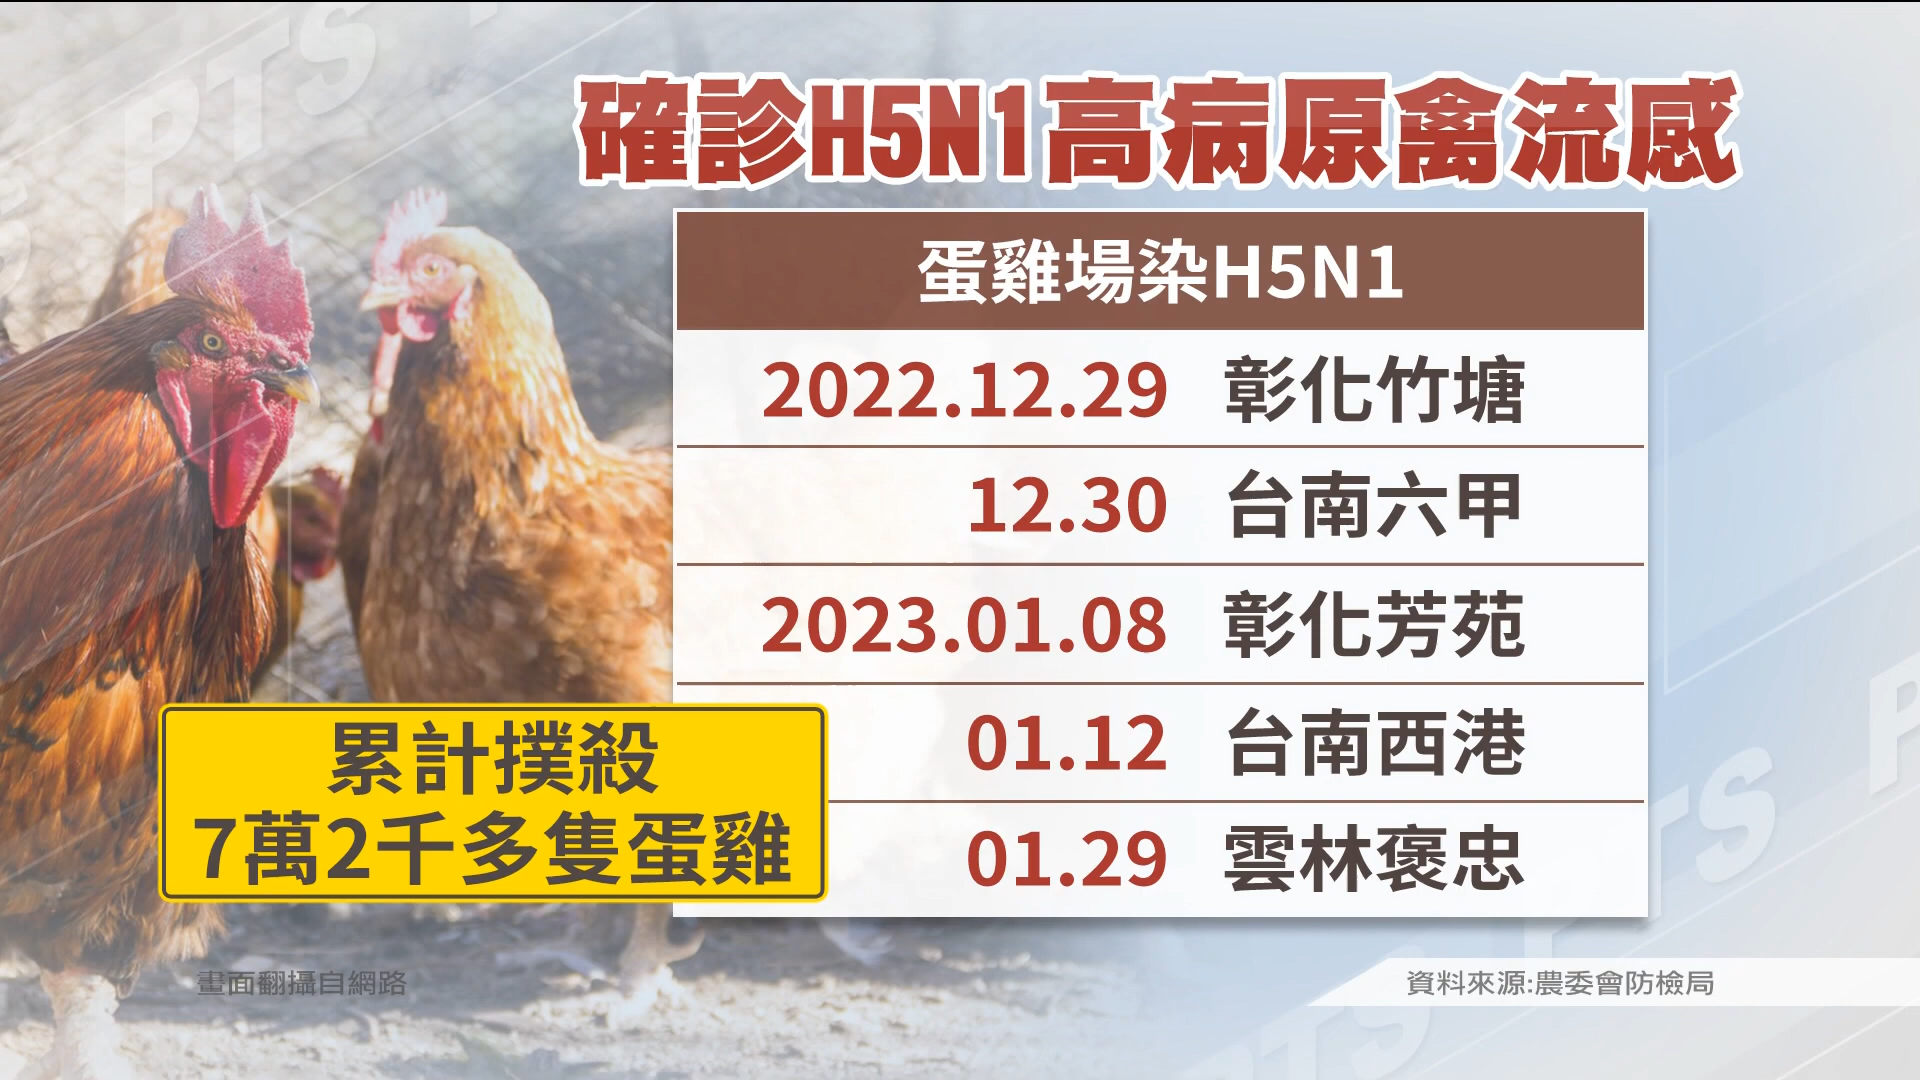 確診H5N1高病原禽流感
蛋雞場染H5N1
2022.12.29 彰化竹塘
12.30 台南六甲
2023.01.08 彰化芳苑
01.12 台南西港
01.29 雲林褒忠
累計撲殺
7萬2千多隻蛋雞
畫面翻攝自網路
資料來源:農委會防檢局
PTS
PTS
PTS